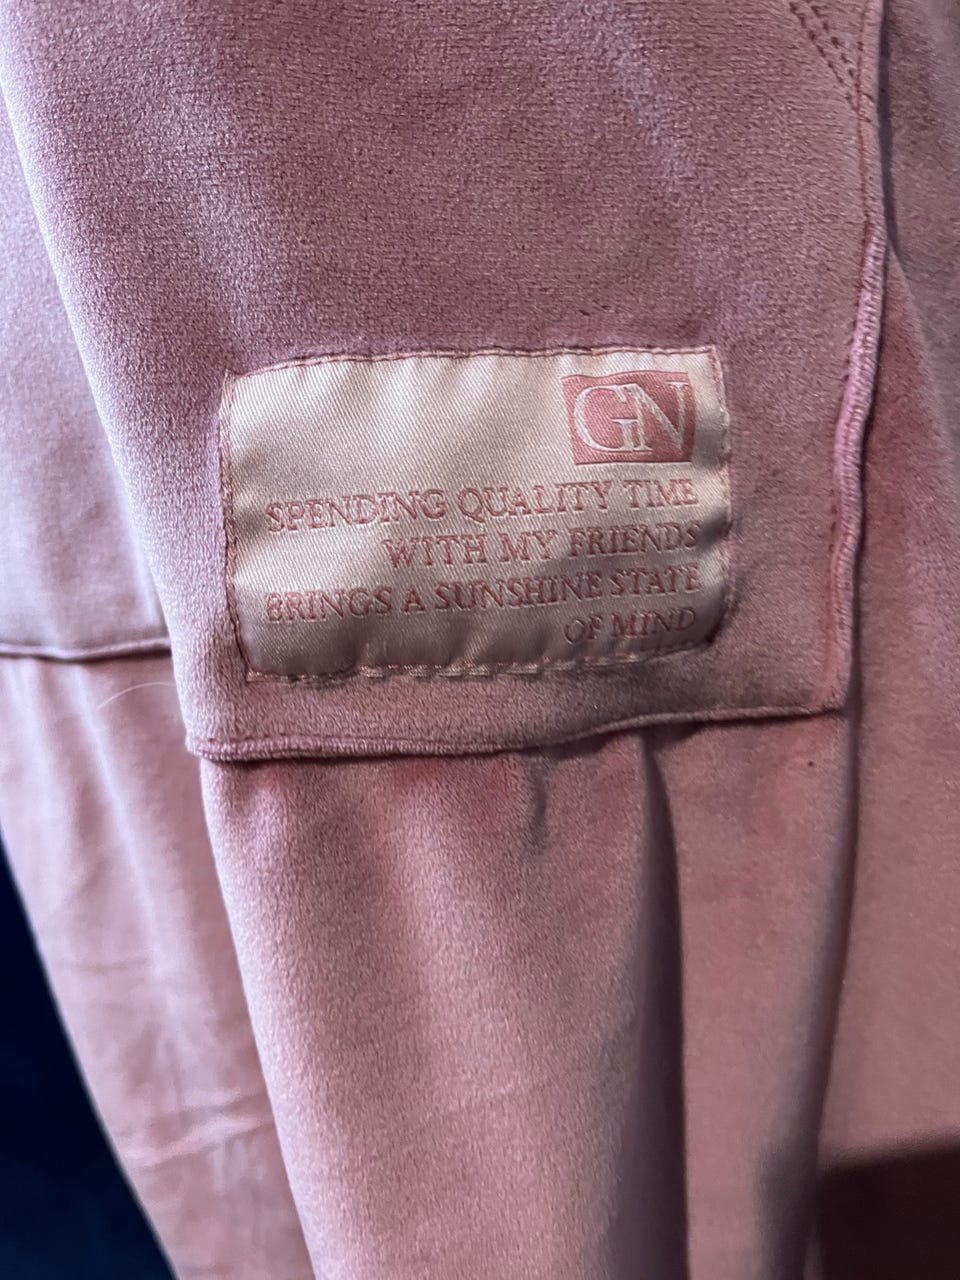 GN
SPENDING QUALITY TIME
WITH MY FRIENDS
BRINGS A SUNSHINE STATE
OF MIND